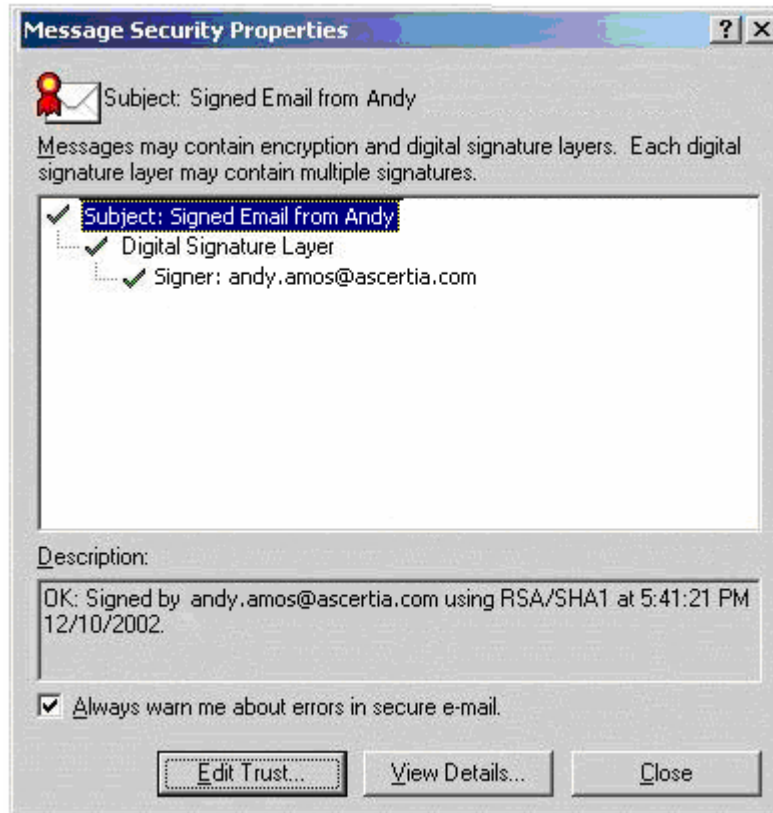 Message Security Properties
Subject: Signed Email from Andy
Messages may contain encryption and digital signature layers. Each digital
signature layer may contain multiple signatures.
Subject: Signed Email from Andy
Digital Signature Layer
Signer: andy.amos@ascertia.com
Description:
OK: Signed by andy.amos@ascertia.com using RSA/SHA1 at 5:41:21 PM
12/10/2002.
Always warn me about errors in secure e-mail.
Edit Trust... View Details... Close